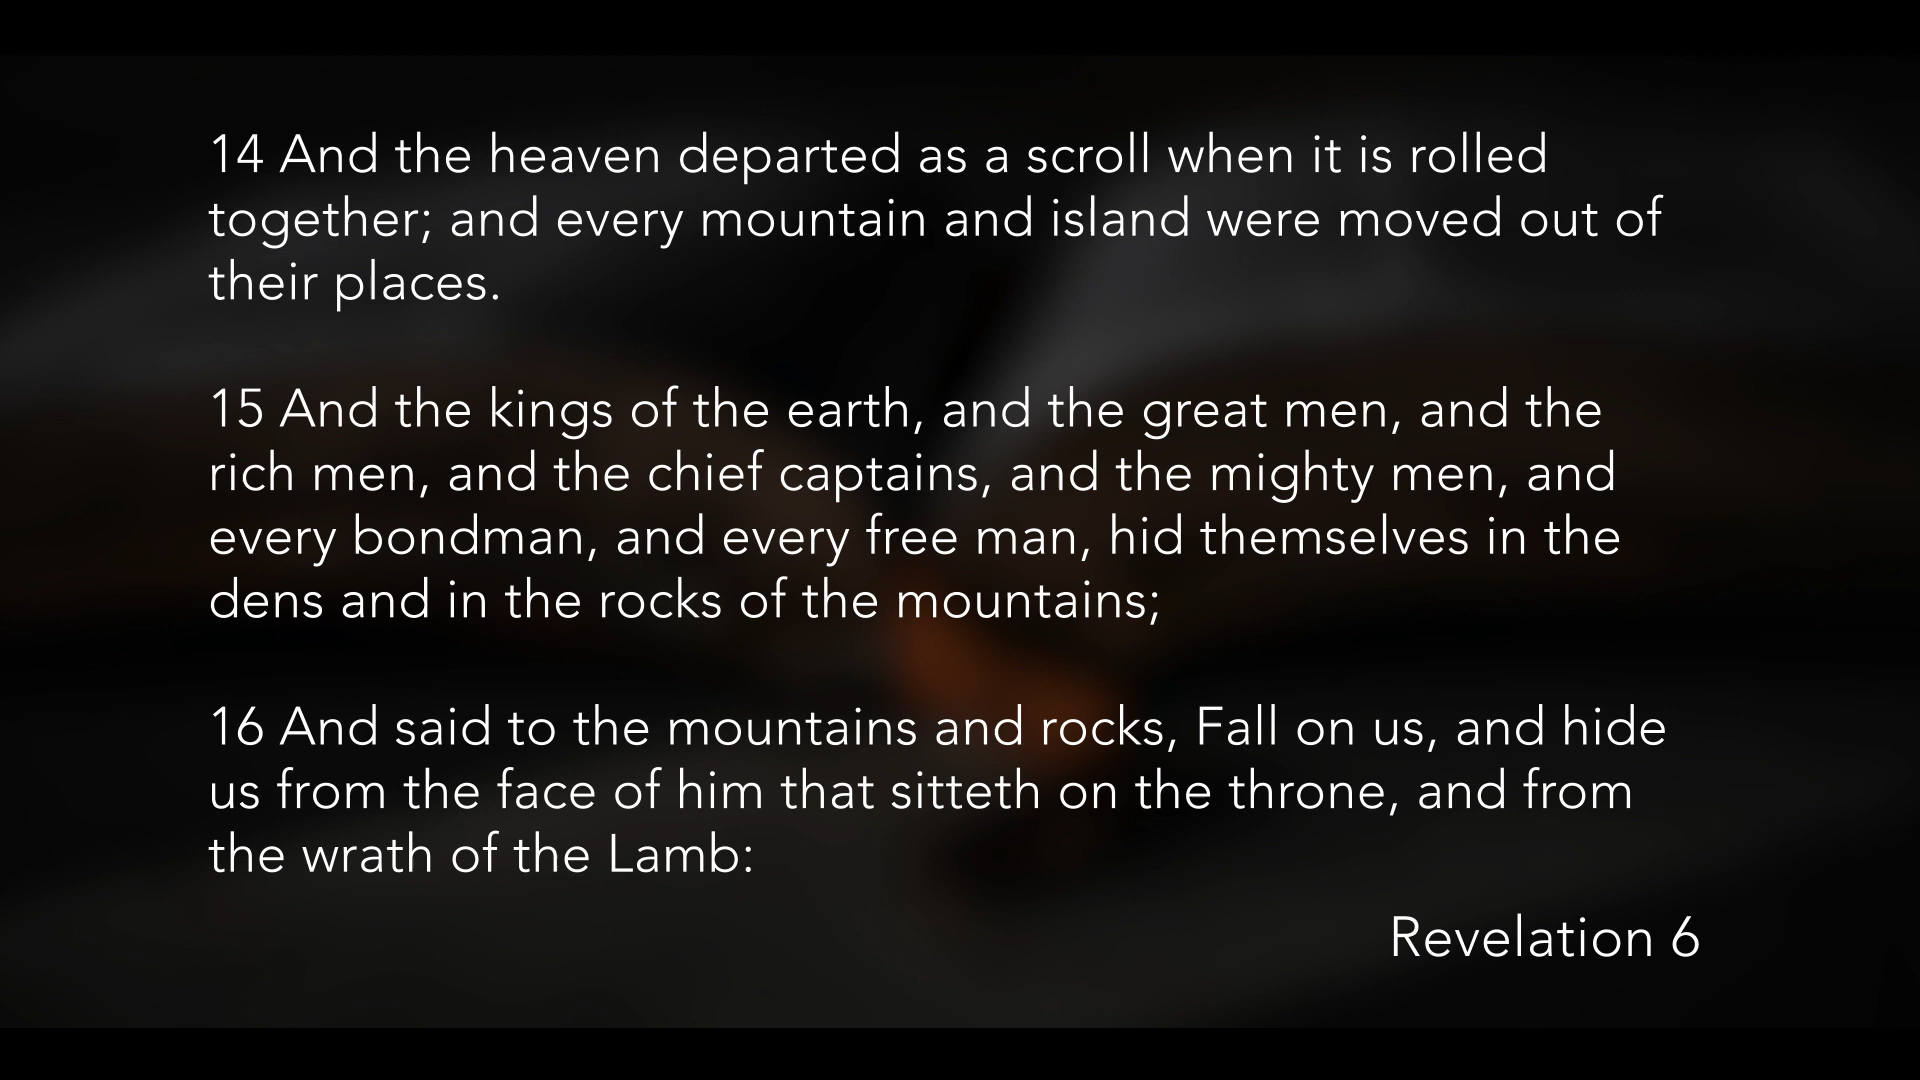 14 And the heaven departed as a scroll when it is rolled
together; and every mountain and island were moved out of
their places.
15 And the kings of the earth, and the great men, and the
rich men, and the chief captains, and the mighty men, and
every bondman, and every free man, hid themselves in the
dens and in the rocks of the mountains;
16 And said to the mountains and rocks, Fall on us, and hide
us from the face of him that sitteth on the throne, and from
the wrath of the Lamb:
Revelation 6